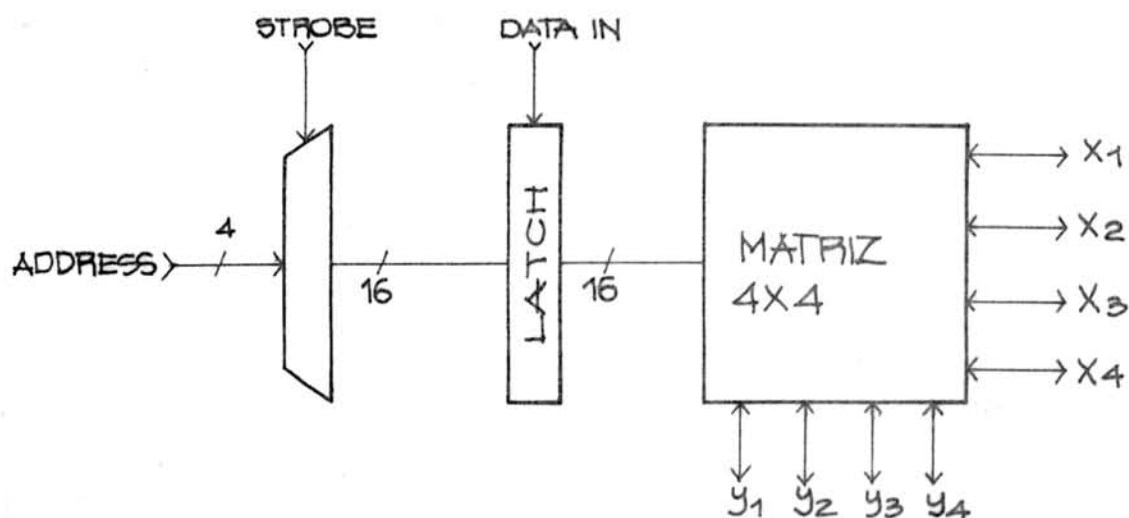 STROBE
DATA IN
ADDRESS
4
16
LATCH
16
MATRIZ
4X4
X1
X2
X3
X4
y1 y2 y3 y4